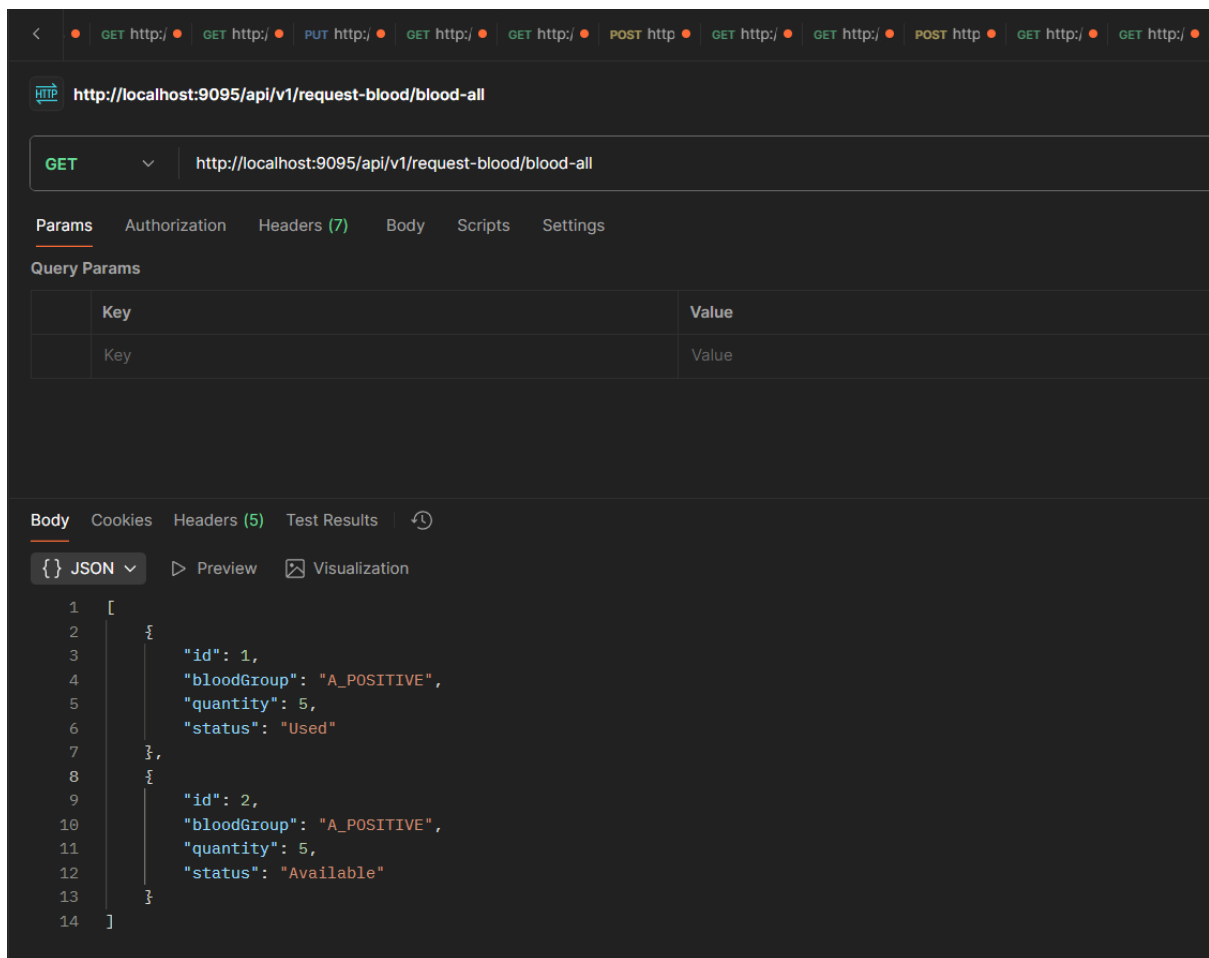 GET http:/ GET http:/ PUT http:/ GET http:/ GET http:/ POST http GET http:/ GET http:/ POST http GET http:/ GET http:/
HTTP http://localhost:9095/api/v1/request-blood/blood-all
GET http://localhost:9095/api/v1/request-blood/blood-all
Params Authorization Headers (7) Body Scripts Settings
Query Params
Key Value
Key Value
Body Cookies Headers (5) Test Results
{} JSON Preview Visualization
1 [
2 {
3 "id": 1,
4 "bloodGroup": "A_POSITIVE",
5 "quantity": 5,
6 "status": "Used"
7 },
8 {
9 "id": 2,
10 "bloodGroup": "A_POSITIVE",
11 "quantity": 5,
12 "status": "Available"
13 }
14 ]